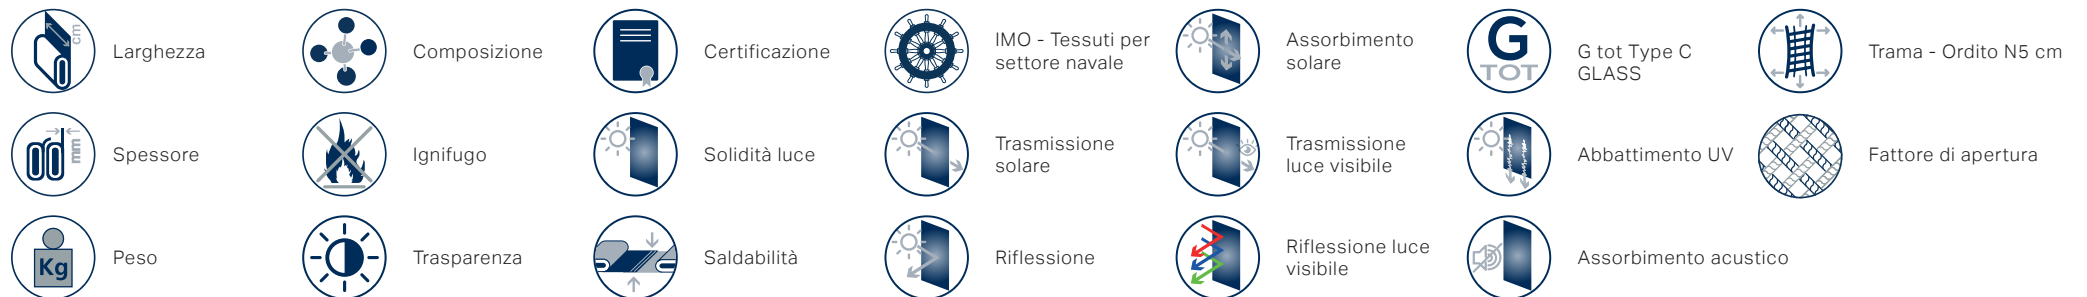 cm
Larghezza
Composizione
Certificazione
IMO - Tessuti per
settore navale
Assorbimento
solare
G
TOT
G tot Type C
GLASS
Trama - Ordito N5 cm
mm
Spessore
Ignifugo
Solidità luce
Trasmissione
solare
Trasmissione
luce visibile
Abbattimento UV
Fattore di apertura
Kg
Peso
Trasparenza
Saldabilità
Riflessione
Riflessione luce
visibile
Assorbimento acustico